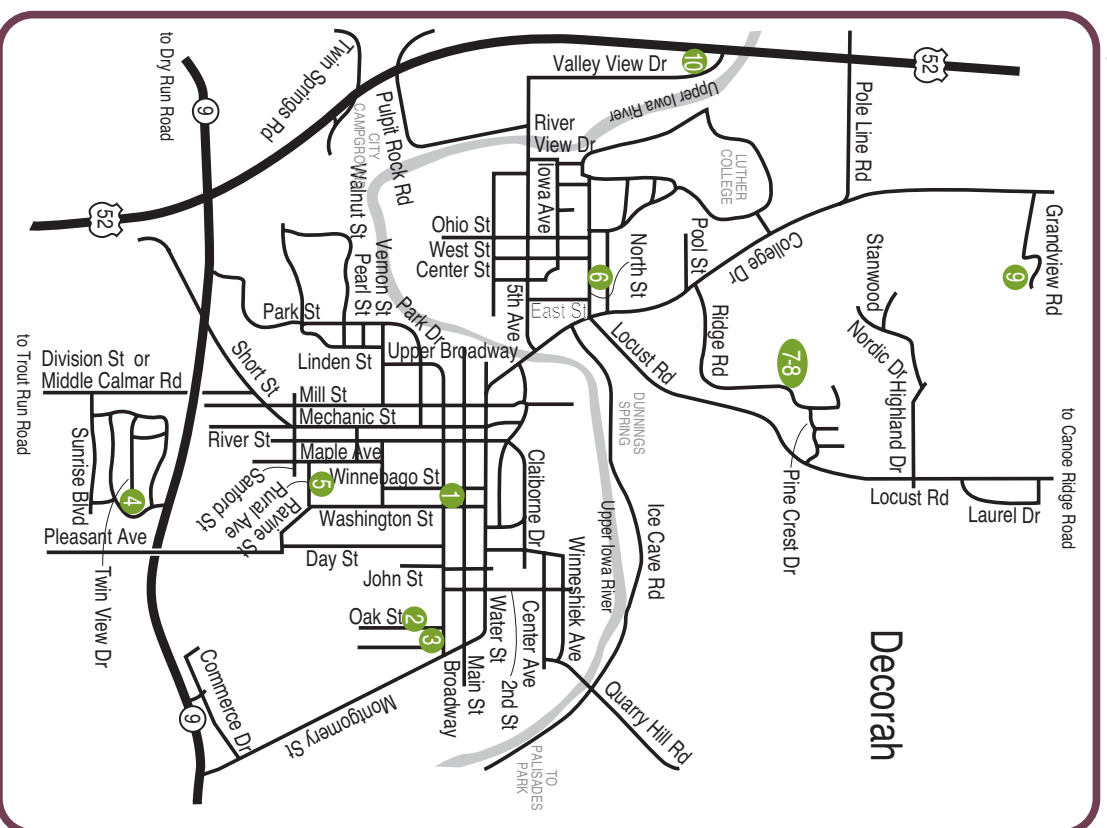 Decorah
52
Pole Line Rd
Valley View Dr
10
Upper Iowa River
River
View Dr
LUTHER
COLLEGE
Grandview Rd
9
to Dry Run Road
9
Twin Springs Rd
Pulpit Rock Rd
CITY
CAMPGROUND
Walnut St
Iowa Ave
Ohio St
West St
Center St
North St
6
Pool St
College Dr
Stanwood
Nordic Dr
Highland Dr
52
Vernon St
Pearl St
Park St
Park Dr
5th Ave
East St
Locust Rd
Ridge Rd
7-8
to Trout Run Road
Division St or
Middle Calmar Rd
Short St
Linden St
Upper Broadway
Mill St
Mechanic St
River St
Maple Ave
Winnebago St
Washington St
DUNNINGS
SPRING
Pine Crest Dr
Locust Rd
Laurel Dr
to Canoe Ridge Road
Sunrise Blvd
4
5
1
Sanford St
Rural Ave
Ravine St
Claiborne Dr
Upper Iowa River
Ice Cave Rd
Pleasant Ave
Twin View Dr
Day St
John St
Oak St
2
3
Winneshiek Ave
Center Ave
2nd St
Water St
Main St
Broadway
Quarry Hill Rd
Commerce Dr
Montgomery St
9
TO
PALISADES
PARK